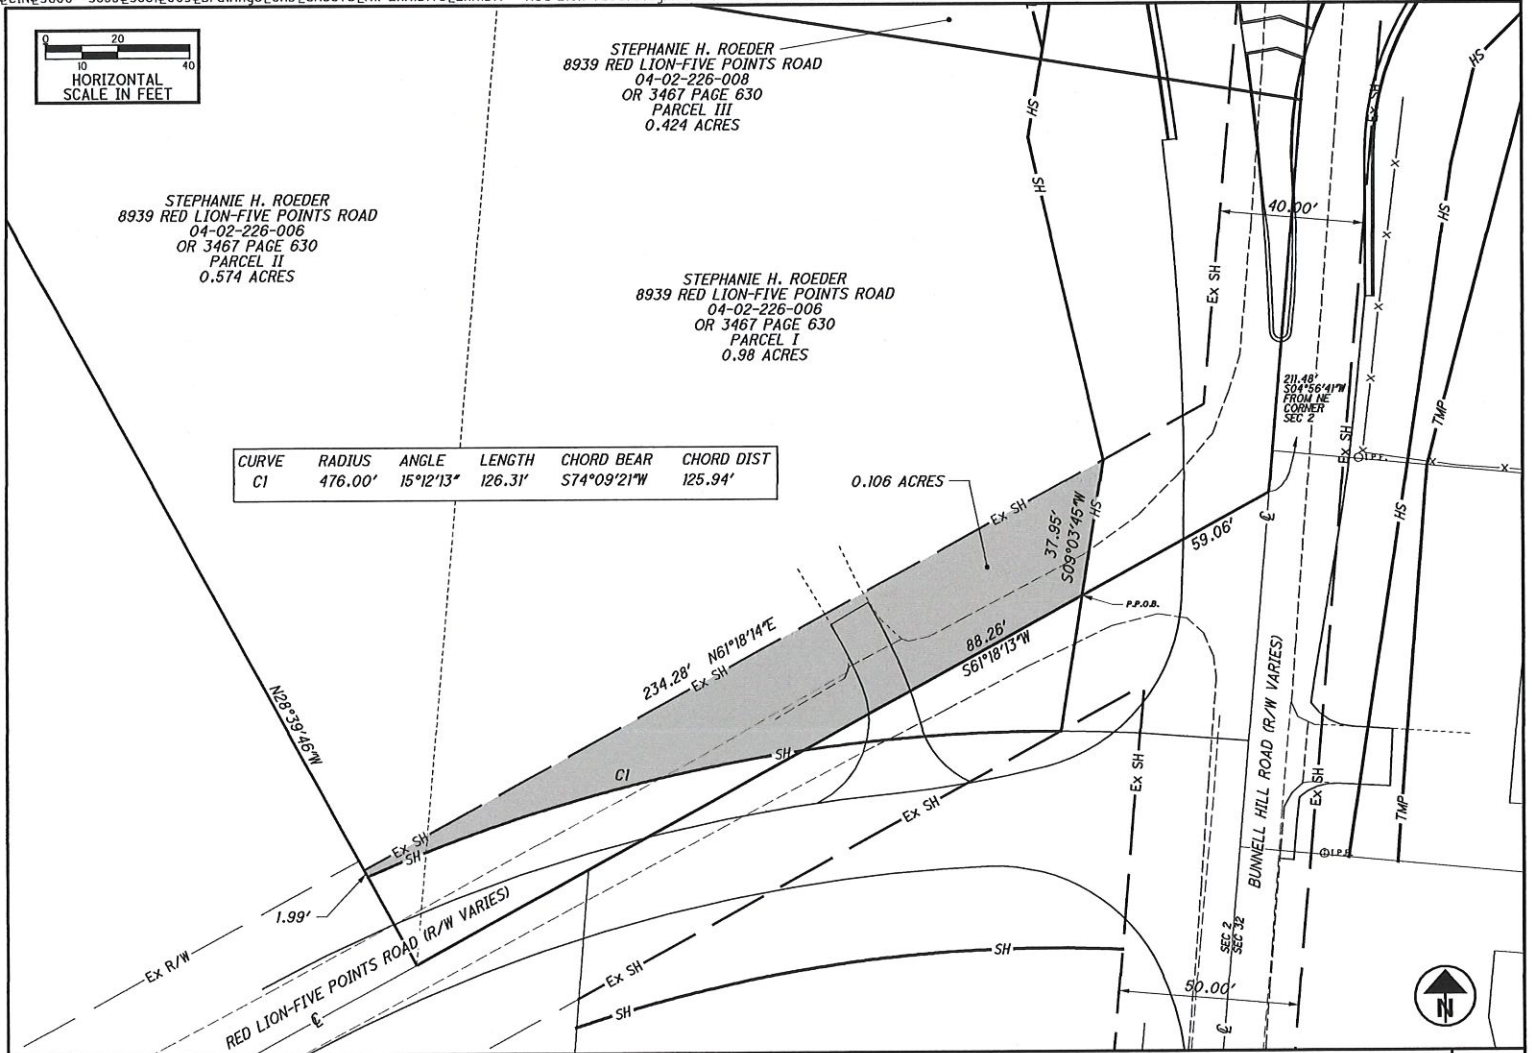 0 20
10 40
HORIZONTAL
SCALE IN FEET
STEPHANIE H. ROEDER
8939 RED LION-FIVE POINTS ROAD
04-02-226-008
OR 3467 PAGE 630
PARCEL III
0.424 ACRES
STEPHANIE H. ROEDER
8939 RED LION-FIVE POINTS ROAD
04-02-226-006
OR 3467 PAGE 630
PARCEL II
0.574 ACRES
STEPHANIE H. ROEDER
8939 RED LION-FIVE POINTS ROAD
04-02-226-006
OR 3467 PAGE 630
PARCEL I
0.98 ACRES
SH
SH
HS
Ex SH
HS
40.00'
Ex SH
X
X
X
X
211.48'
S04°56'41"W
FROM NE
CORNER
SEC 2
TMP
Ex SH
I.P.F.
X
X
X
CURVE RADIUS ANGLE LENGTH CHORD BEAR CHORD DIST
C1 476.00' 15°12'13" 126.31' S74°09'21"W 125.94'
0.106 ACRES
Ex SH
HS
37.95'
S09°03'45"W
59.06'
℄
HS
P.P.O.B.
88.26'
S61°18'13"W
234.28' N61°18'14"E
Ex SH
N28°39'46"W
SH
C1
Ex SH
Ex SH
Ex SH
BUNNELL HILL ROAD (R/W VARIES)
TMP
Ex SH
SH
I.P.F.
1.99'
RED LION-FIVE POINTS ROAD (R/W VARIES)
℄
Ex R/W
Ex SH
SH
SH
SEC 2
SEC 32
50.00'
℄
N